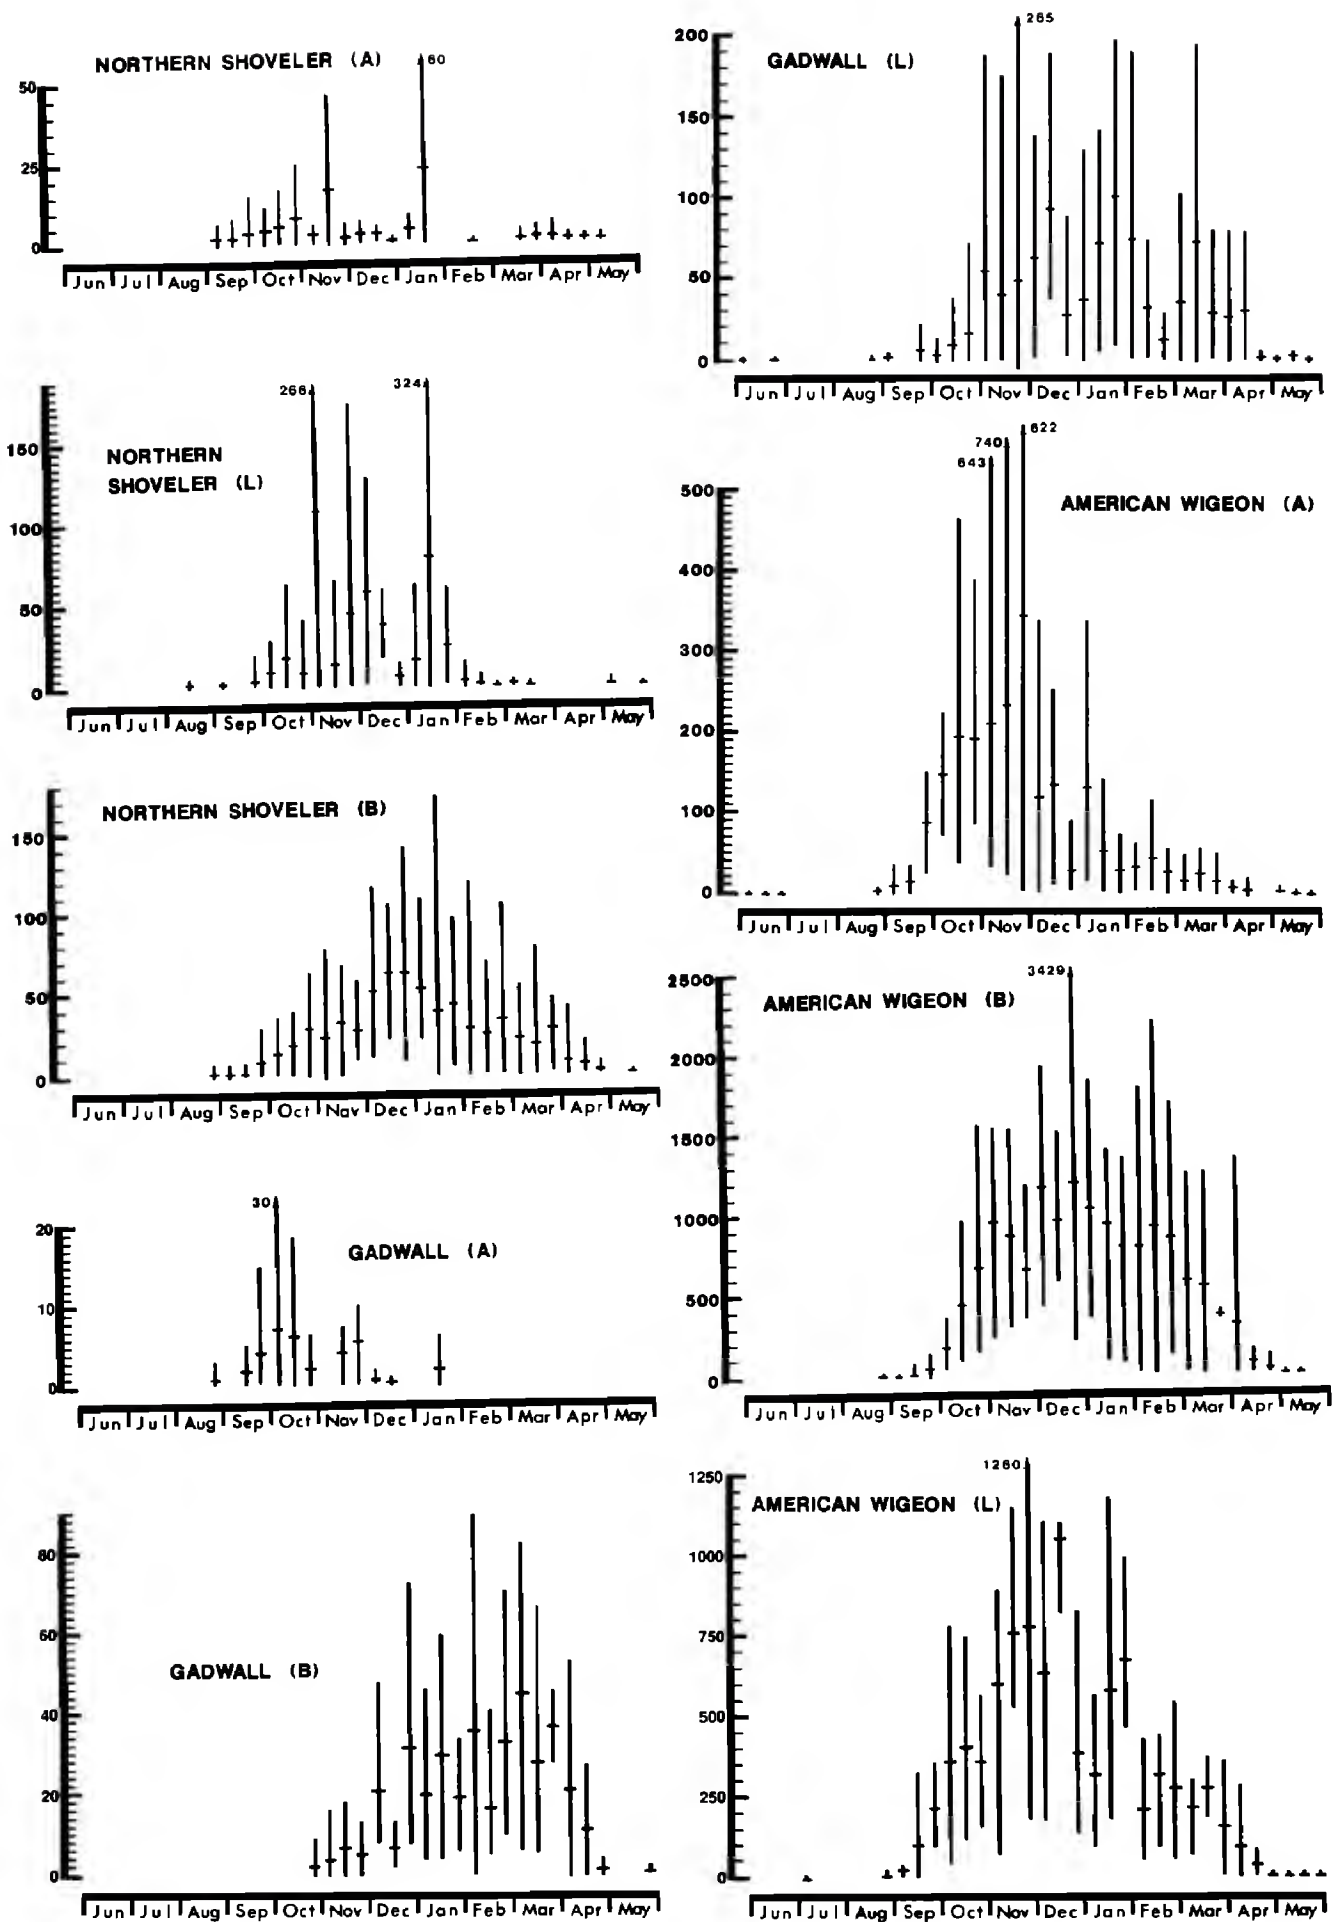 NORTHERN SHOVELER (A)
60
50
25
0
Jun Jul Aug Sep Oct Nov Dec Jan Feb Mar Apr May
NORTHERN
SHOVELER (L)
266
324
150
100
50
0
Jun Jul Aug Sep Oct Nov Dec Jan Feb Mar Apr May
NORTHERN SHOVELER (B)
150
100
50
0
Jun Jul Aug Sep Oct Nov Dec Jan Feb Mar Apr May
GADWALL (A)
30
20
10
0
Jun Jul Aug Sep Oct Nov Dec Jan Feb Mar Apr May
GADWALL (B)
80
60
40
20
0
Jun Jul Aug Sep Oct Nov Dec Jan Feb Mar Apr May
GADWALL (L)
285
200
150
100
50
0
Jun Jul Aug Sep Oct Nov Dec Jan Feb Mar Apr May
AMERICAN WIGEON (A)
643
740
822
500
400
300
200
100
0
Jun Jul Aug Sep Oct Nov Dec Jan Feb Mar Apr May
AMERICAN WIGEON (B)
3429
2500
2000
1500
1000
500
0
Jun Jul Aug Sep Oct Nov Dec Jan Feb Mar Apr May
AMERICAN WIGEON (L)
1260
1250
1000
750
500
250
0
Jun Jul Aug Sep Oct Nov Dec Jan Feb Mar Apr May